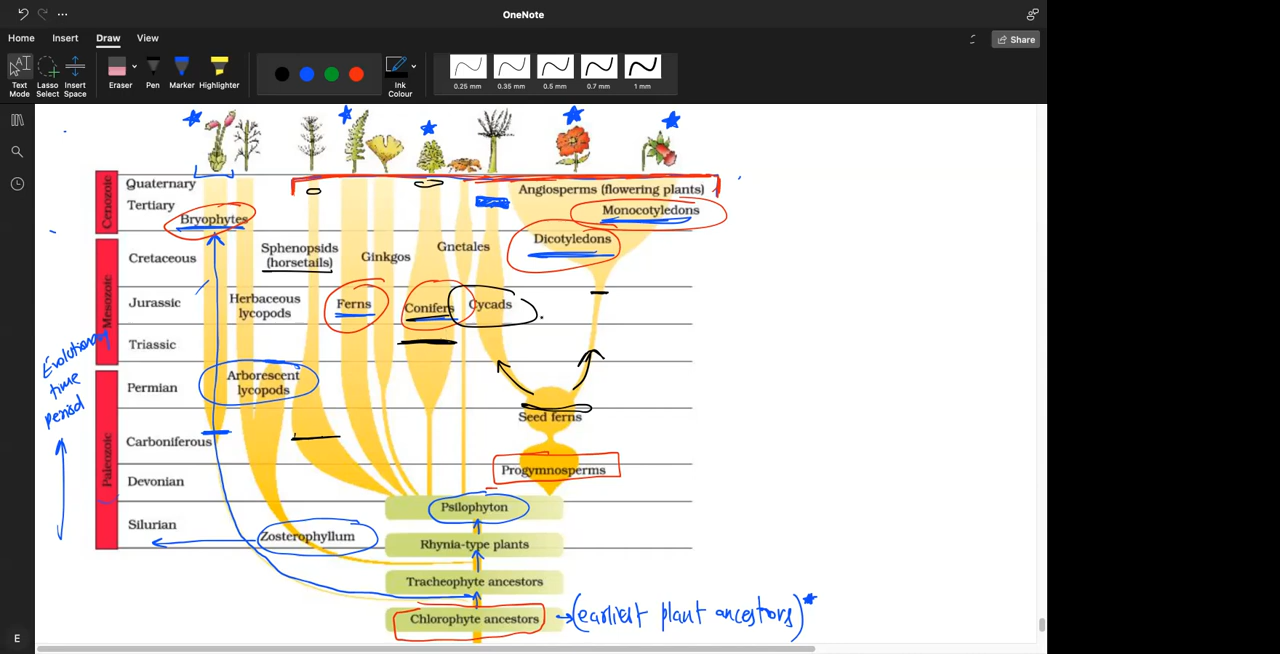 OneNote
Home Insert Draw View
Share
Text Mode
Lasso Select
Insert Space
Eraser
Pen
Marker
Highlighter
Ink Colour
0.25 mm
0.35 mm
0.5 mm
0.7 mm
1 mm
Cenozoic
Quaternary
Angiosperms (flowering plants)
Tertiary
Monocotyledons
Bryophytes
Dicotyledons
Mesozoic
Cretaceous
Sphenopsids
(horsetails)
Ginkgos
Gnetales
Jurassic
Herbaceous
lycopods
Ferns
Conifers
Cycads
Triassic
Evolutionary
time
period
Paleozoic
Permian
Arborescent
lycopods
Seed ferns
Carboniferous
Progymnosperms
Devonian
Psilophyton
Silurian
Zosterophyllum
Rhynia-type plants
Tracheophyte ancestors
Chlorophyte ancestors
(earliest plant ancestors)
E